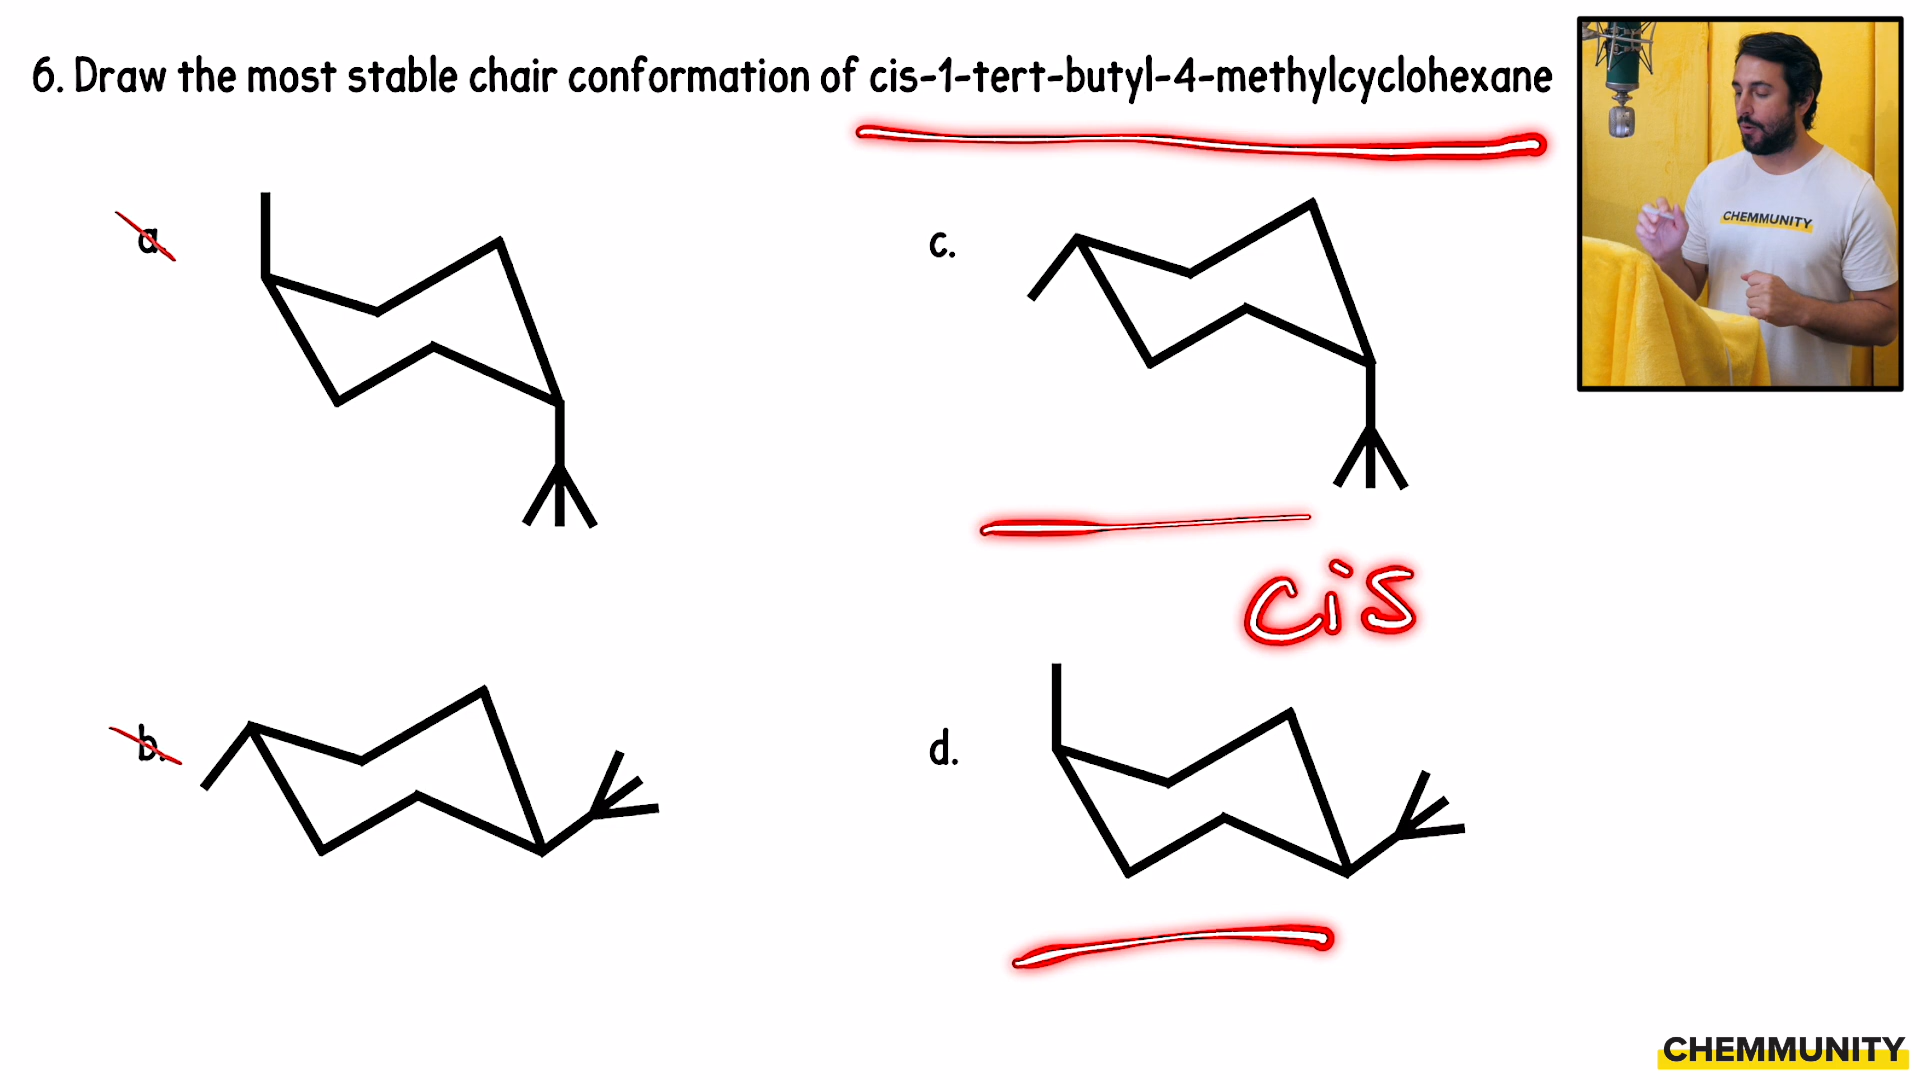 6. Draw the most stable chair conformation of cis-1-tert-butyl-4-methylcyclohexane
CHEMMUNITY
a.
c.
cis
b.
d.
CHEMMUNITY